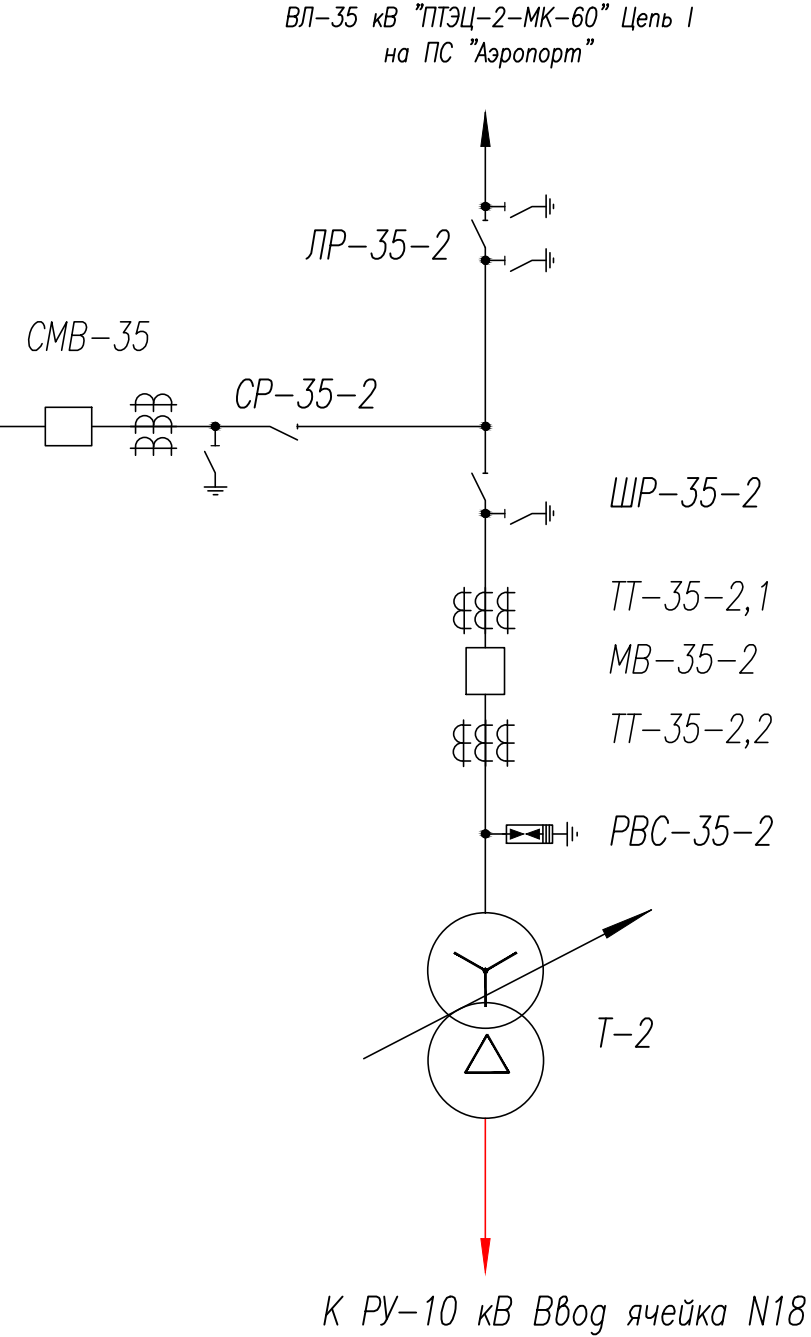 ВЛ-35 кВ "ПТЭЦ-2-МК-60" Цепь I
на ПС "Аэропорт"
ЛР-35-2
СМВ-35
СР-35-2
ШР-35-2
ТТ-35-2,1
МВ-35-2
ТТ-35-2,2
РВС-35-2
Т-2
К РУ-10 кВ Ввод ячейка N18